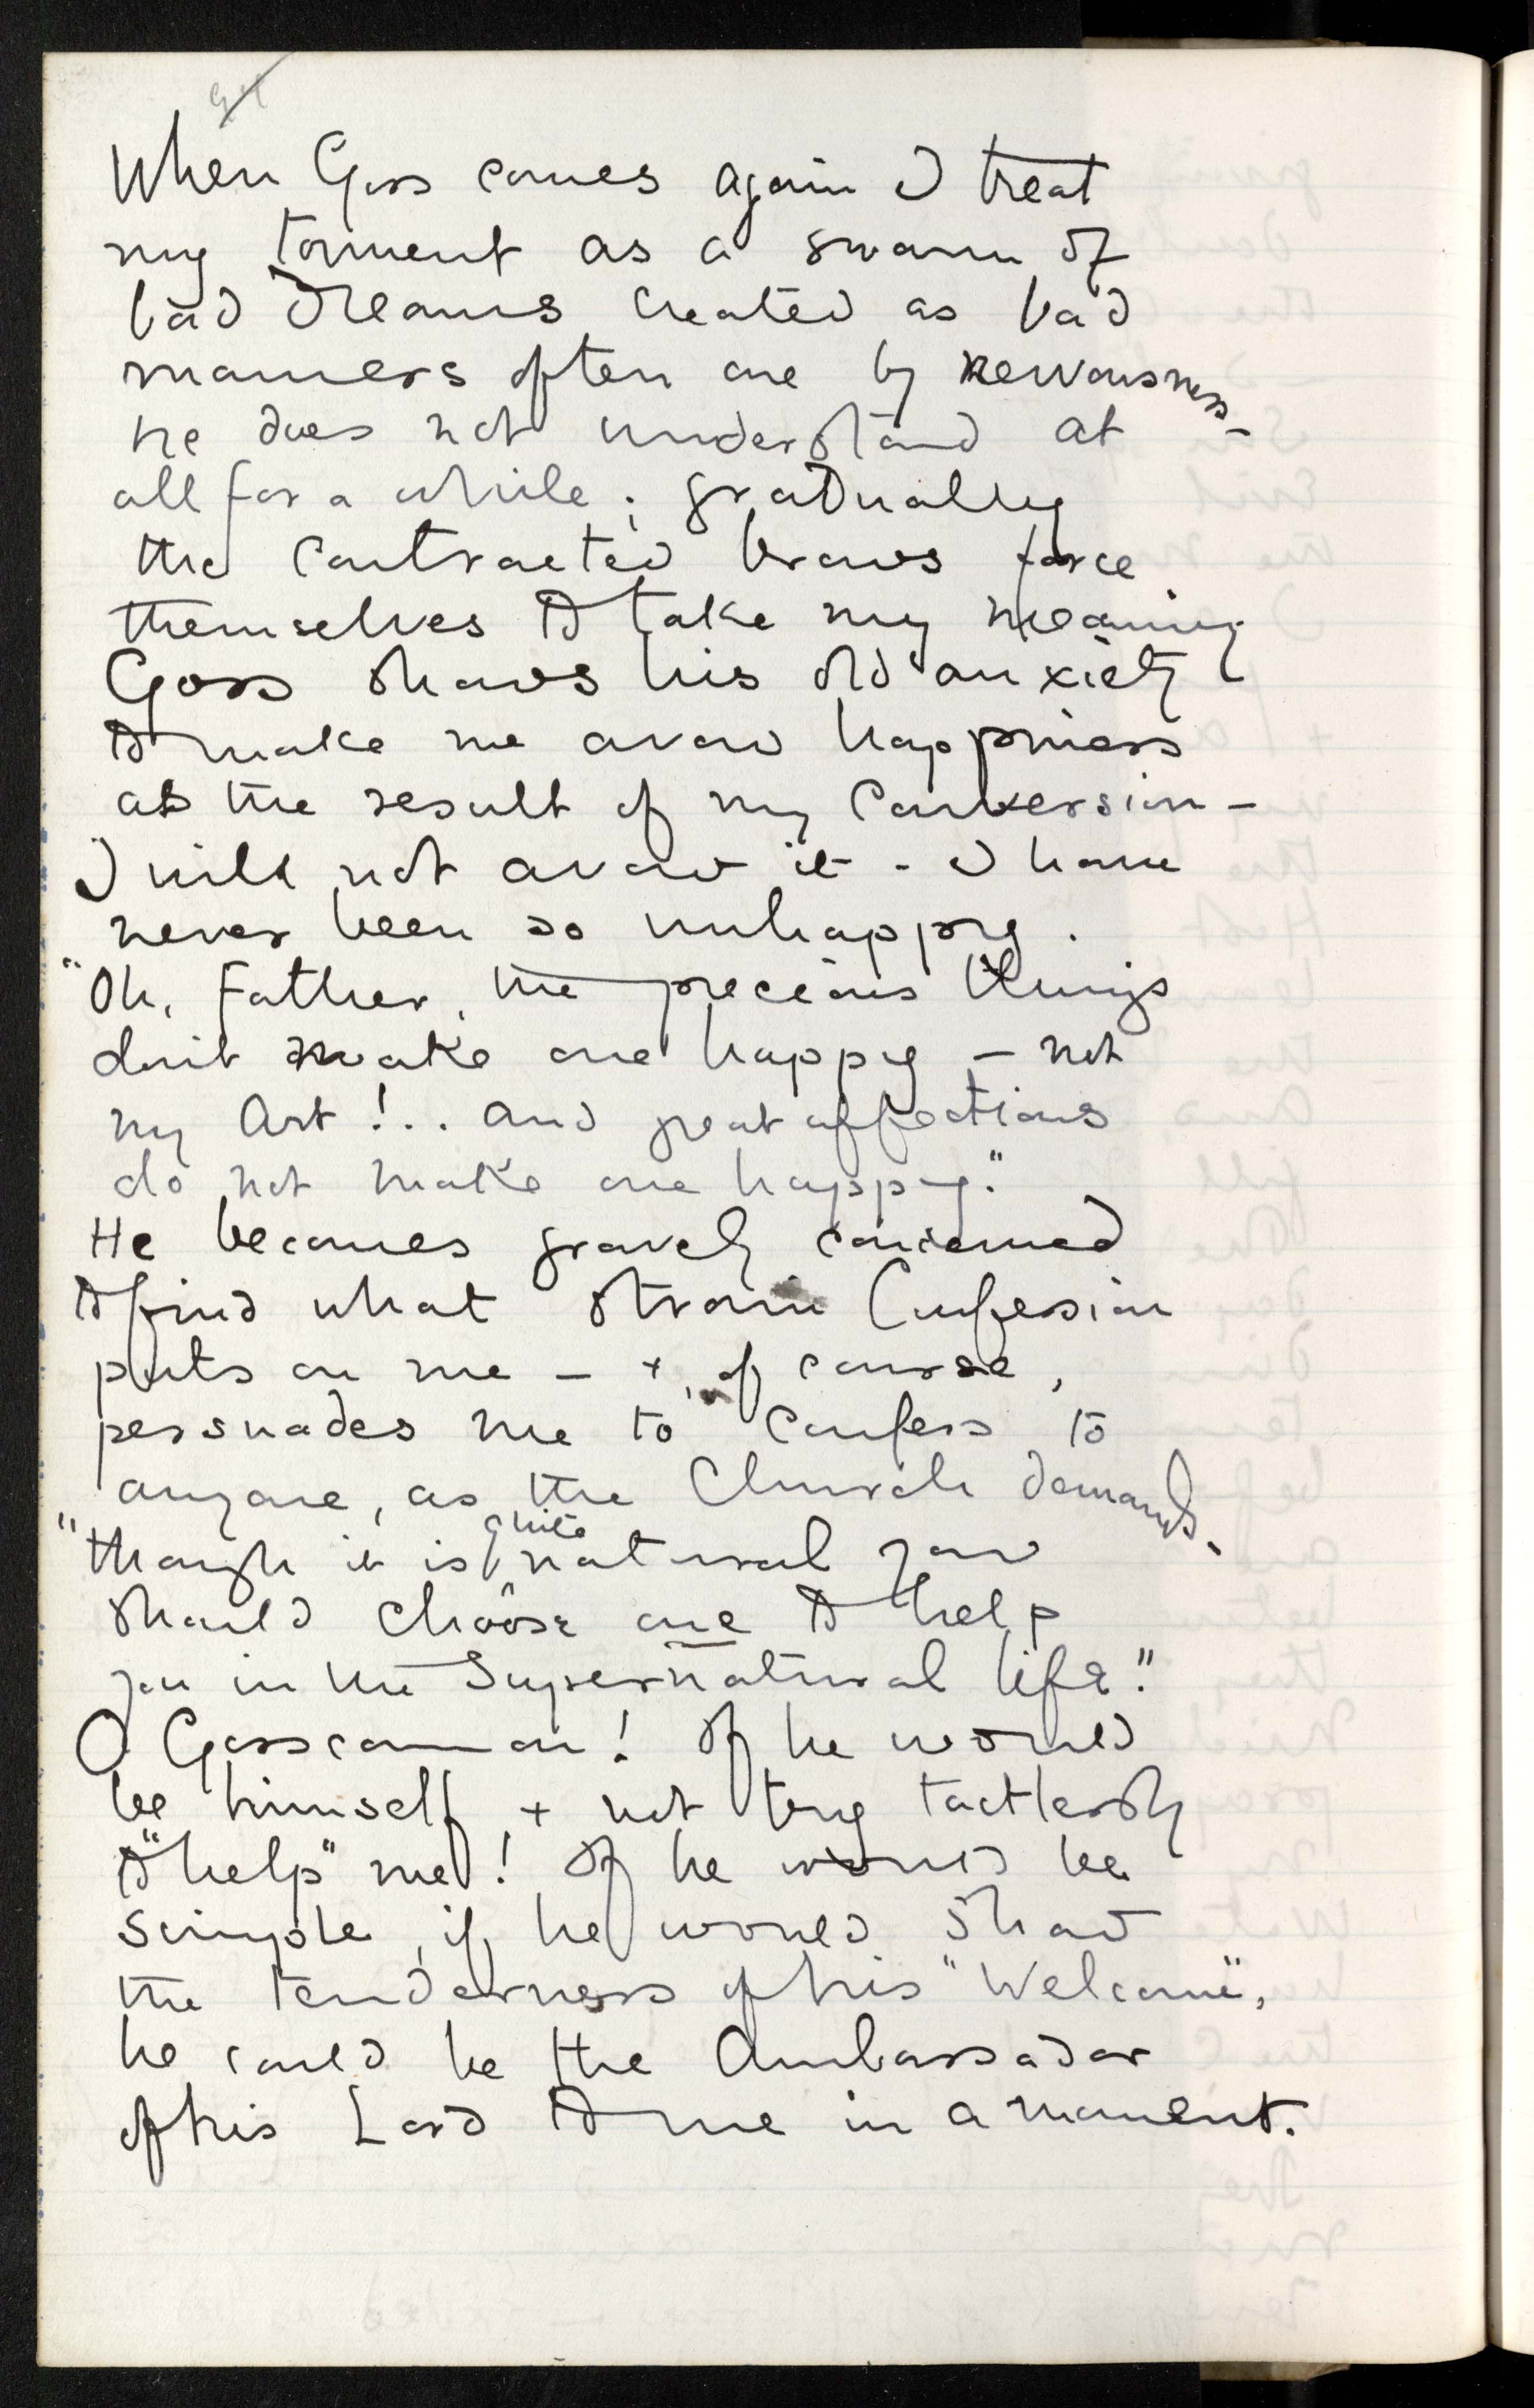 When Goss comes again I treat
my torment as a swarm of
bad dreams created as bad
manners often are by nervousness –
he does not understand at
all for a while; gradually
the contracted brows force
themselves to take my meaning
Goss shows his old anxiety
to make me avow happiness
as the result of my Conversion –
I will not avow it – I have
never been so unhappy.
"Oh, Father, the precious things
don't make one happy – not
my Art!.. and great affections
do not make one happy."
He becomes gravely concerned
to find what strain Confession
puts on me – + of course,
persuades me to confess to
anyone, as the Church demands.
"though it is quite natural you
should choose one to help
you in the Supernatural life."
O Gosscannon! If he would
be himself + not try tactlessly
to "help" me! If he would be
simple, if he would show
the tenderness of his "Welcome",
he could be the Ambassador
of his Lord to me in a moment.